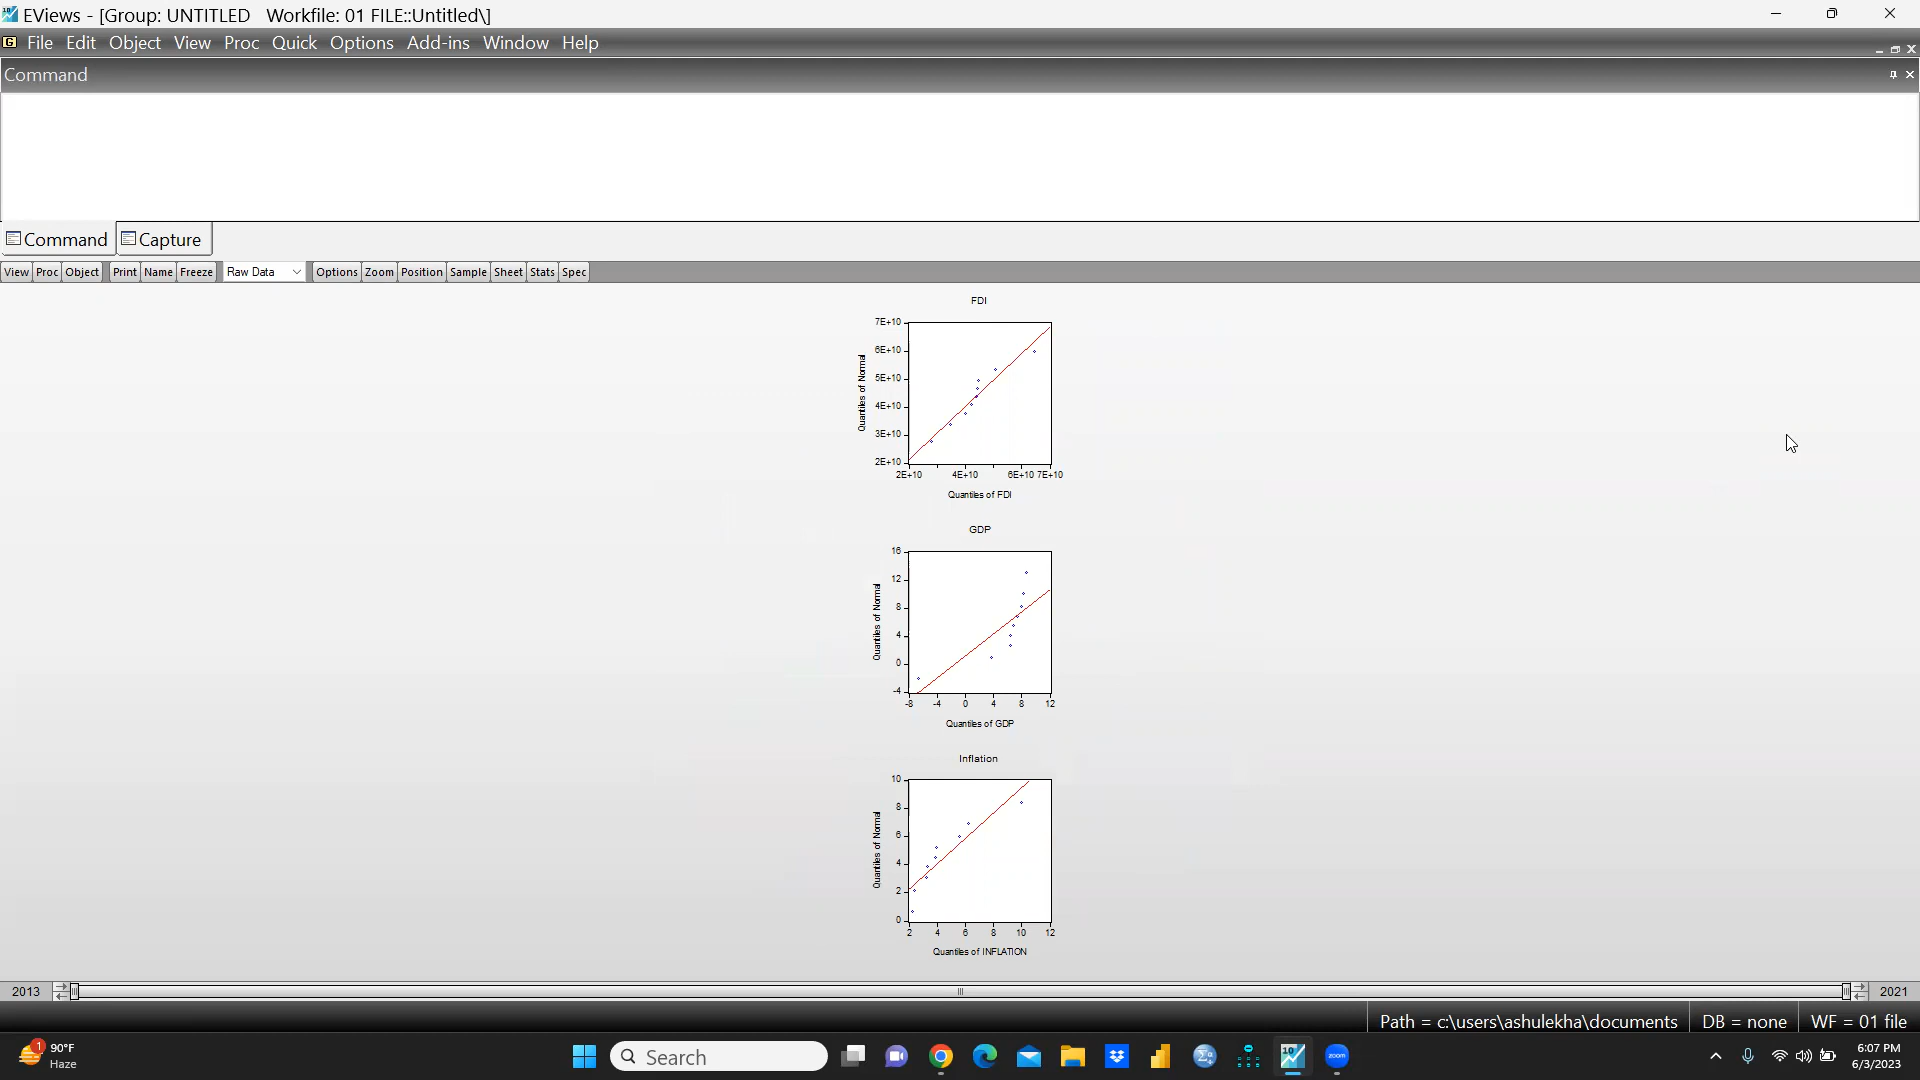 EViews - [Group: UNTITLED   Workfile: 01 FILE::Untitled\]
File Edit Object View Proc Quick Options Add-ins Window Help
Command
Command Capture
View Proc Object Print Name Freeze Raw Data Options Zoom Position Sample Sheet Stats Spec
FDI
7E+10
6E+10
5E+10
4E+10
3E+10
2E+10
Quantiles of Normal
2E+10 4E+10 6E+10 7E+10
Quantiles of FDI
GDP
16
12
8
4
0
-4
Quantiles of Normal
-8 -4 0 4 8 12
Quantiles of GDP
Inflation
10
8
6
4
2
0
Quantiles of Normal
2 4 6 8 10 12
Quantiles of INFLATION
2013 2021
Path = c:\users\ashulekha\documents DB = none WF = 01 file
1
90°F
Haze
Search
10
zoom
6:07 PM
6/3/2023